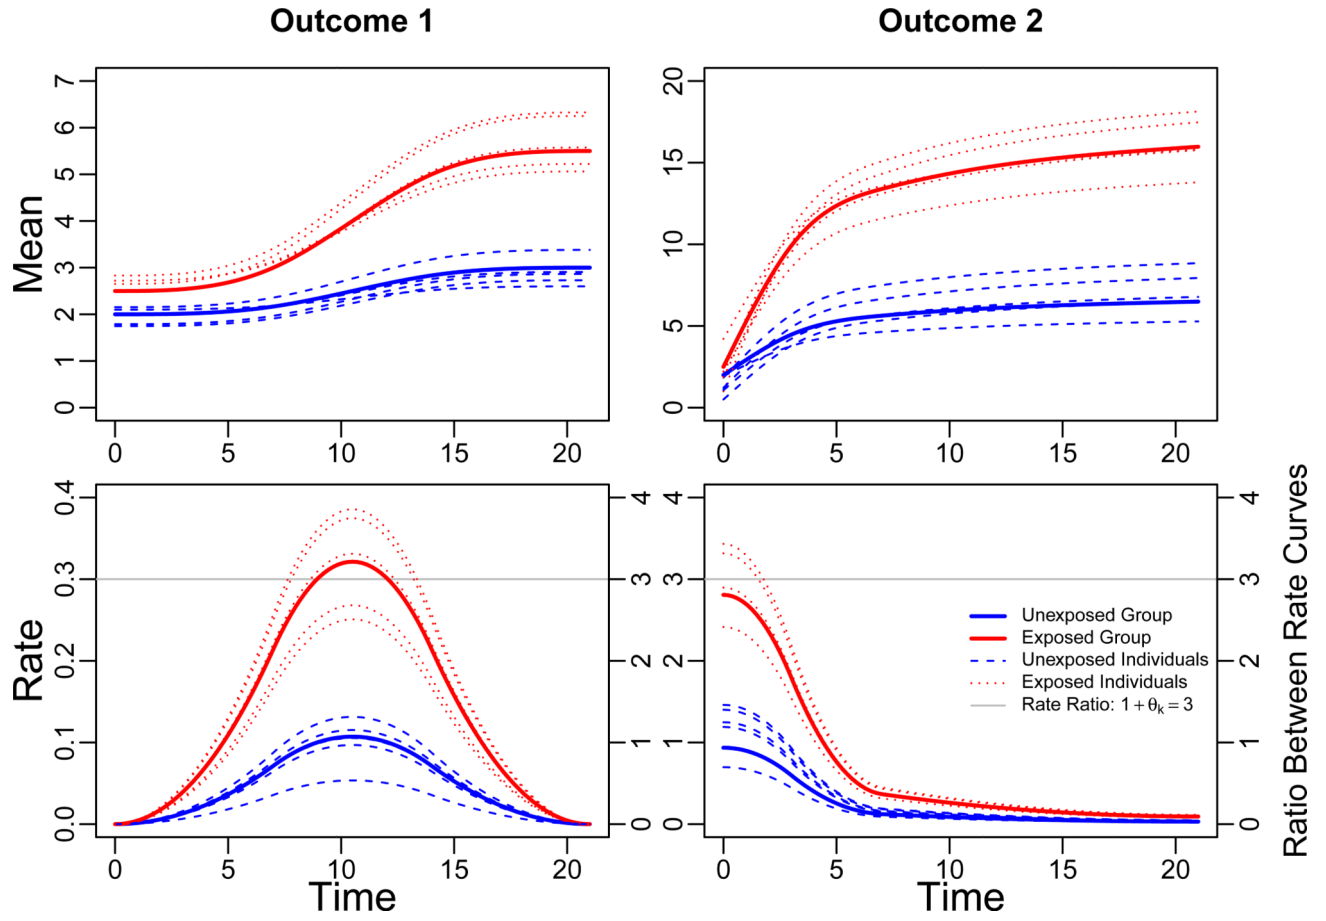 Outcome 1
Outcome 2
Mean
7
6
5
4
3
2
1
0
0 5 10 15 20
20
15
10
5
0
0 5 10 15 20
Rate
0.4
0.3
0.2
0.1
0.0
4
3
2
1
0
0 5 10 15 20
Time
4
3
2
1
0
4
3
2
1
0
Ratio Between Rate Curves
Unexposed Group
Exposed Group
Unexposed Individuals
Exposed Individuals
Rate Ratio: 1 + θk = 3
0 5 10 15 20
Time